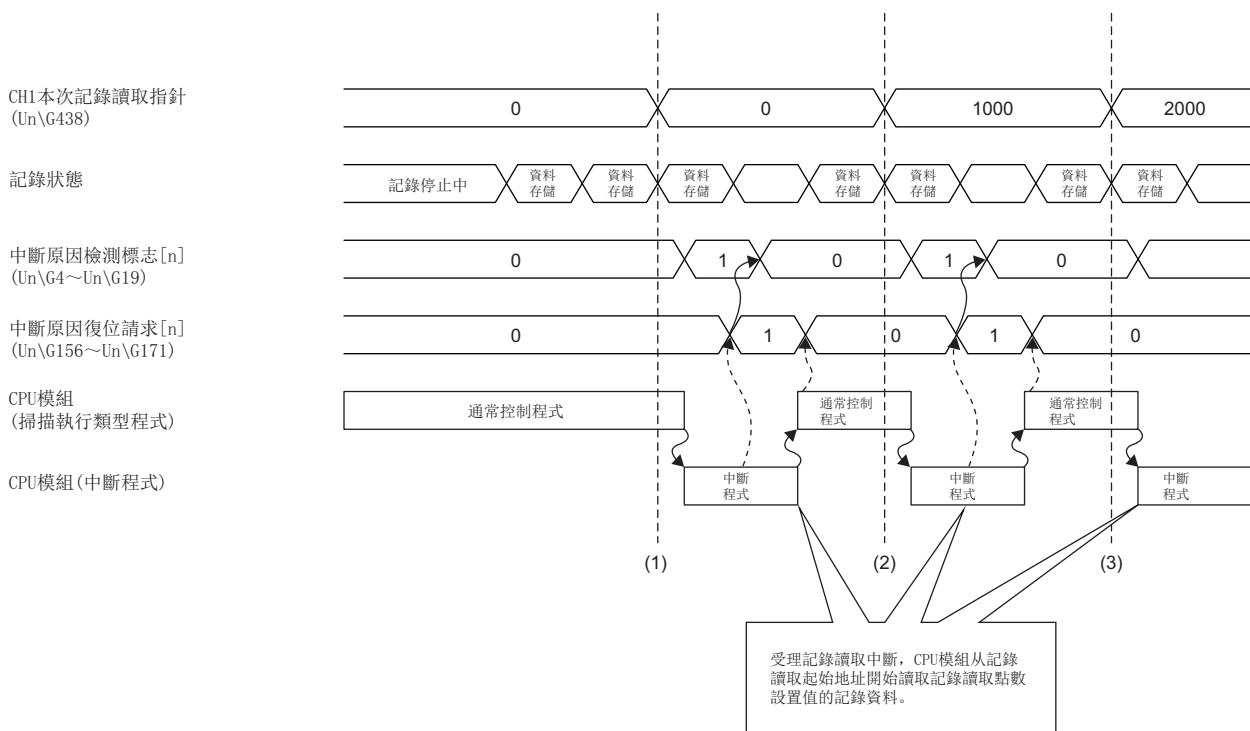 CH1本次記錄讀取指針
(Un\G438)
0
0
1000
2000
記錄狀態
記錄停止中
資料
存儲
資料
存儲
資料
存儲
資料
存儲
資料
存儲
資料
存儲
資料
存儲
中斷原因檢測標志[n]
(Un\G4～Un\G19)
0
1
0
1
0
中斷原因復位請求[n]
(Un\G156～Un\G171)
0
1
0
1
0
CPU模組
(掃描執行類型程式)
通常控制程式
通常控制
程式
通常控制
程式
CPU模組(中斷程式)
中斷
程式
中斷
程式
中斷
程式
(1)
(2)
(3)
受理記錄讀取中斷，CPU模組从記錄
讀取起始地址開始讀取記錄讀取點數
設置值的記錄資料。